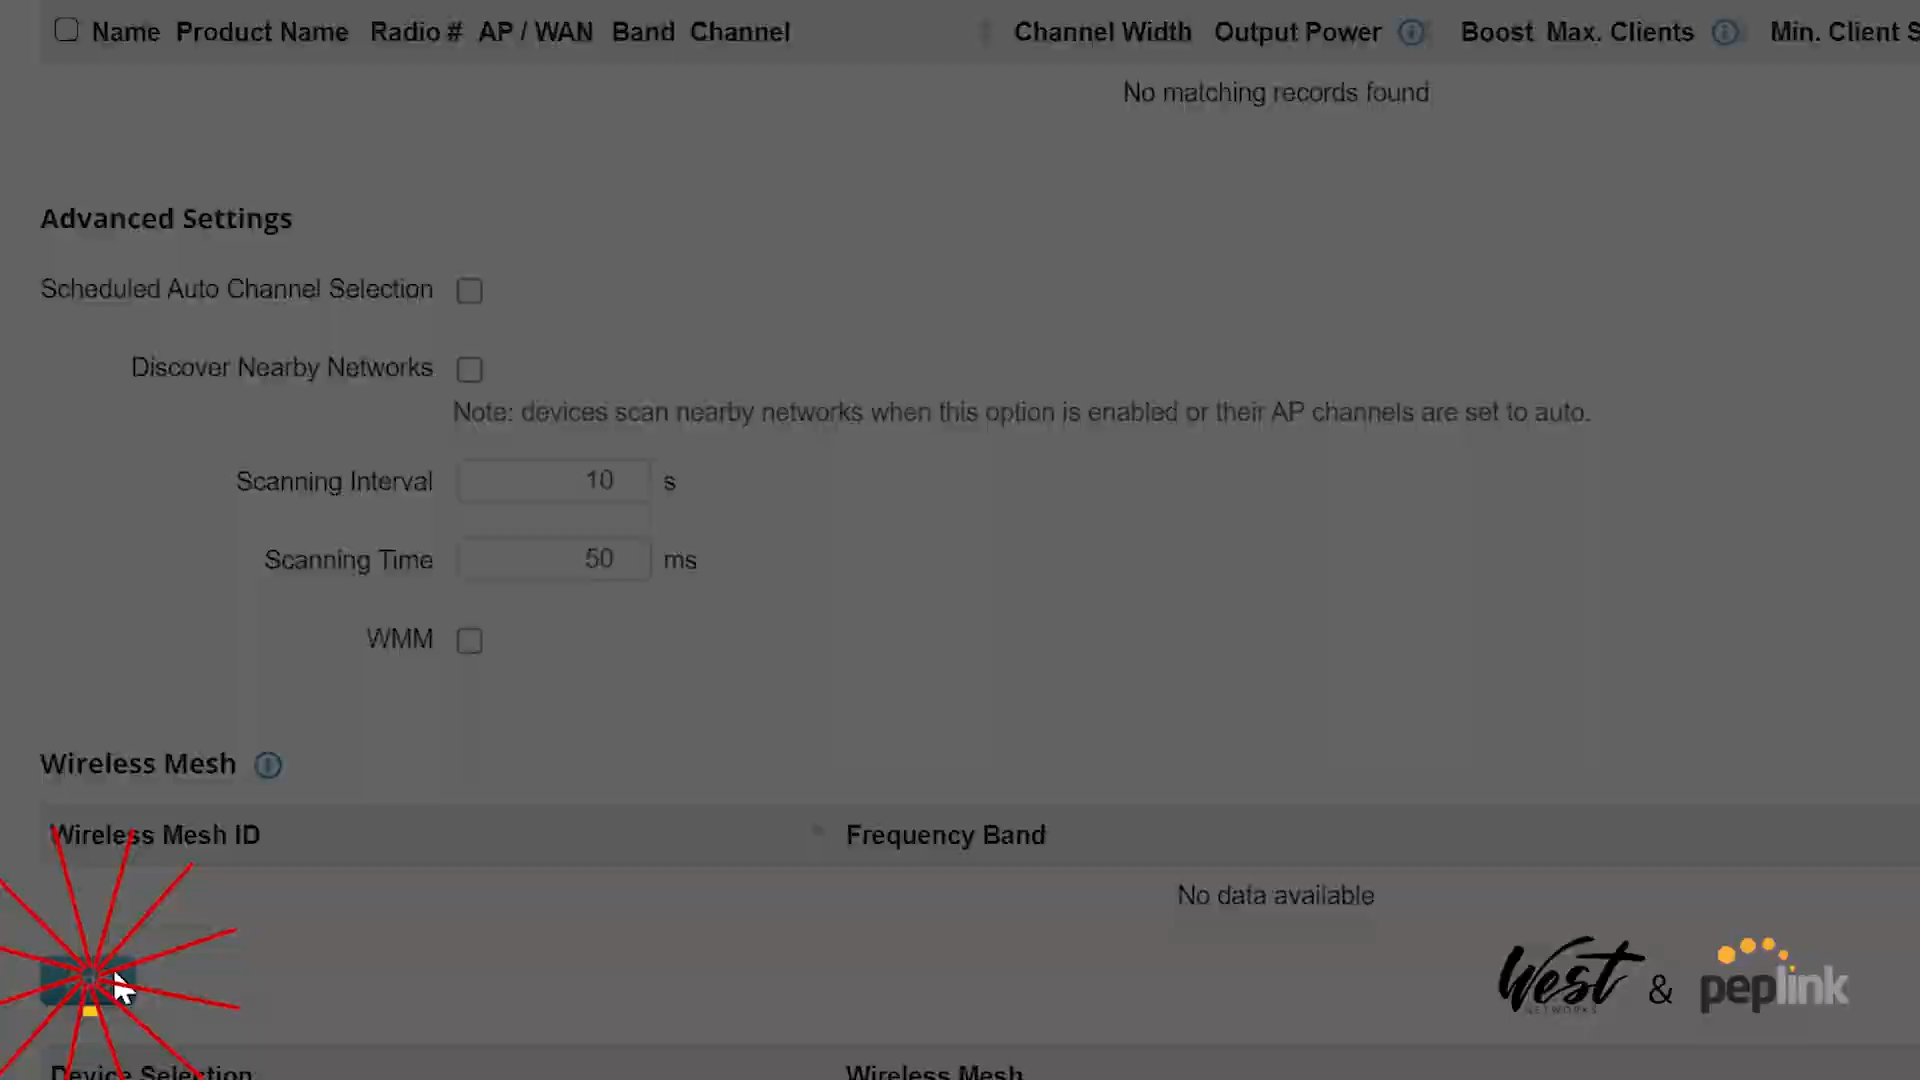 Name Product Name Radio # AP / WAN Band Channel Channel Width Output Power Boost Max. Clients Min. Client S
No matching records found
Advanced Settings
Scheduled Auto Channel Selection
Discover Nearby Networks
Note: devices scan nearby networks when this option is enabled or their AP channels are set to auto.
Scanning Interval 10 s
Scanning Time 50 ms
WMM
Wireless Mesh
Wireless Mesh ID Frequency Band
No data available
West NETWORKS & peplink
Device Selection Wireless Mesh